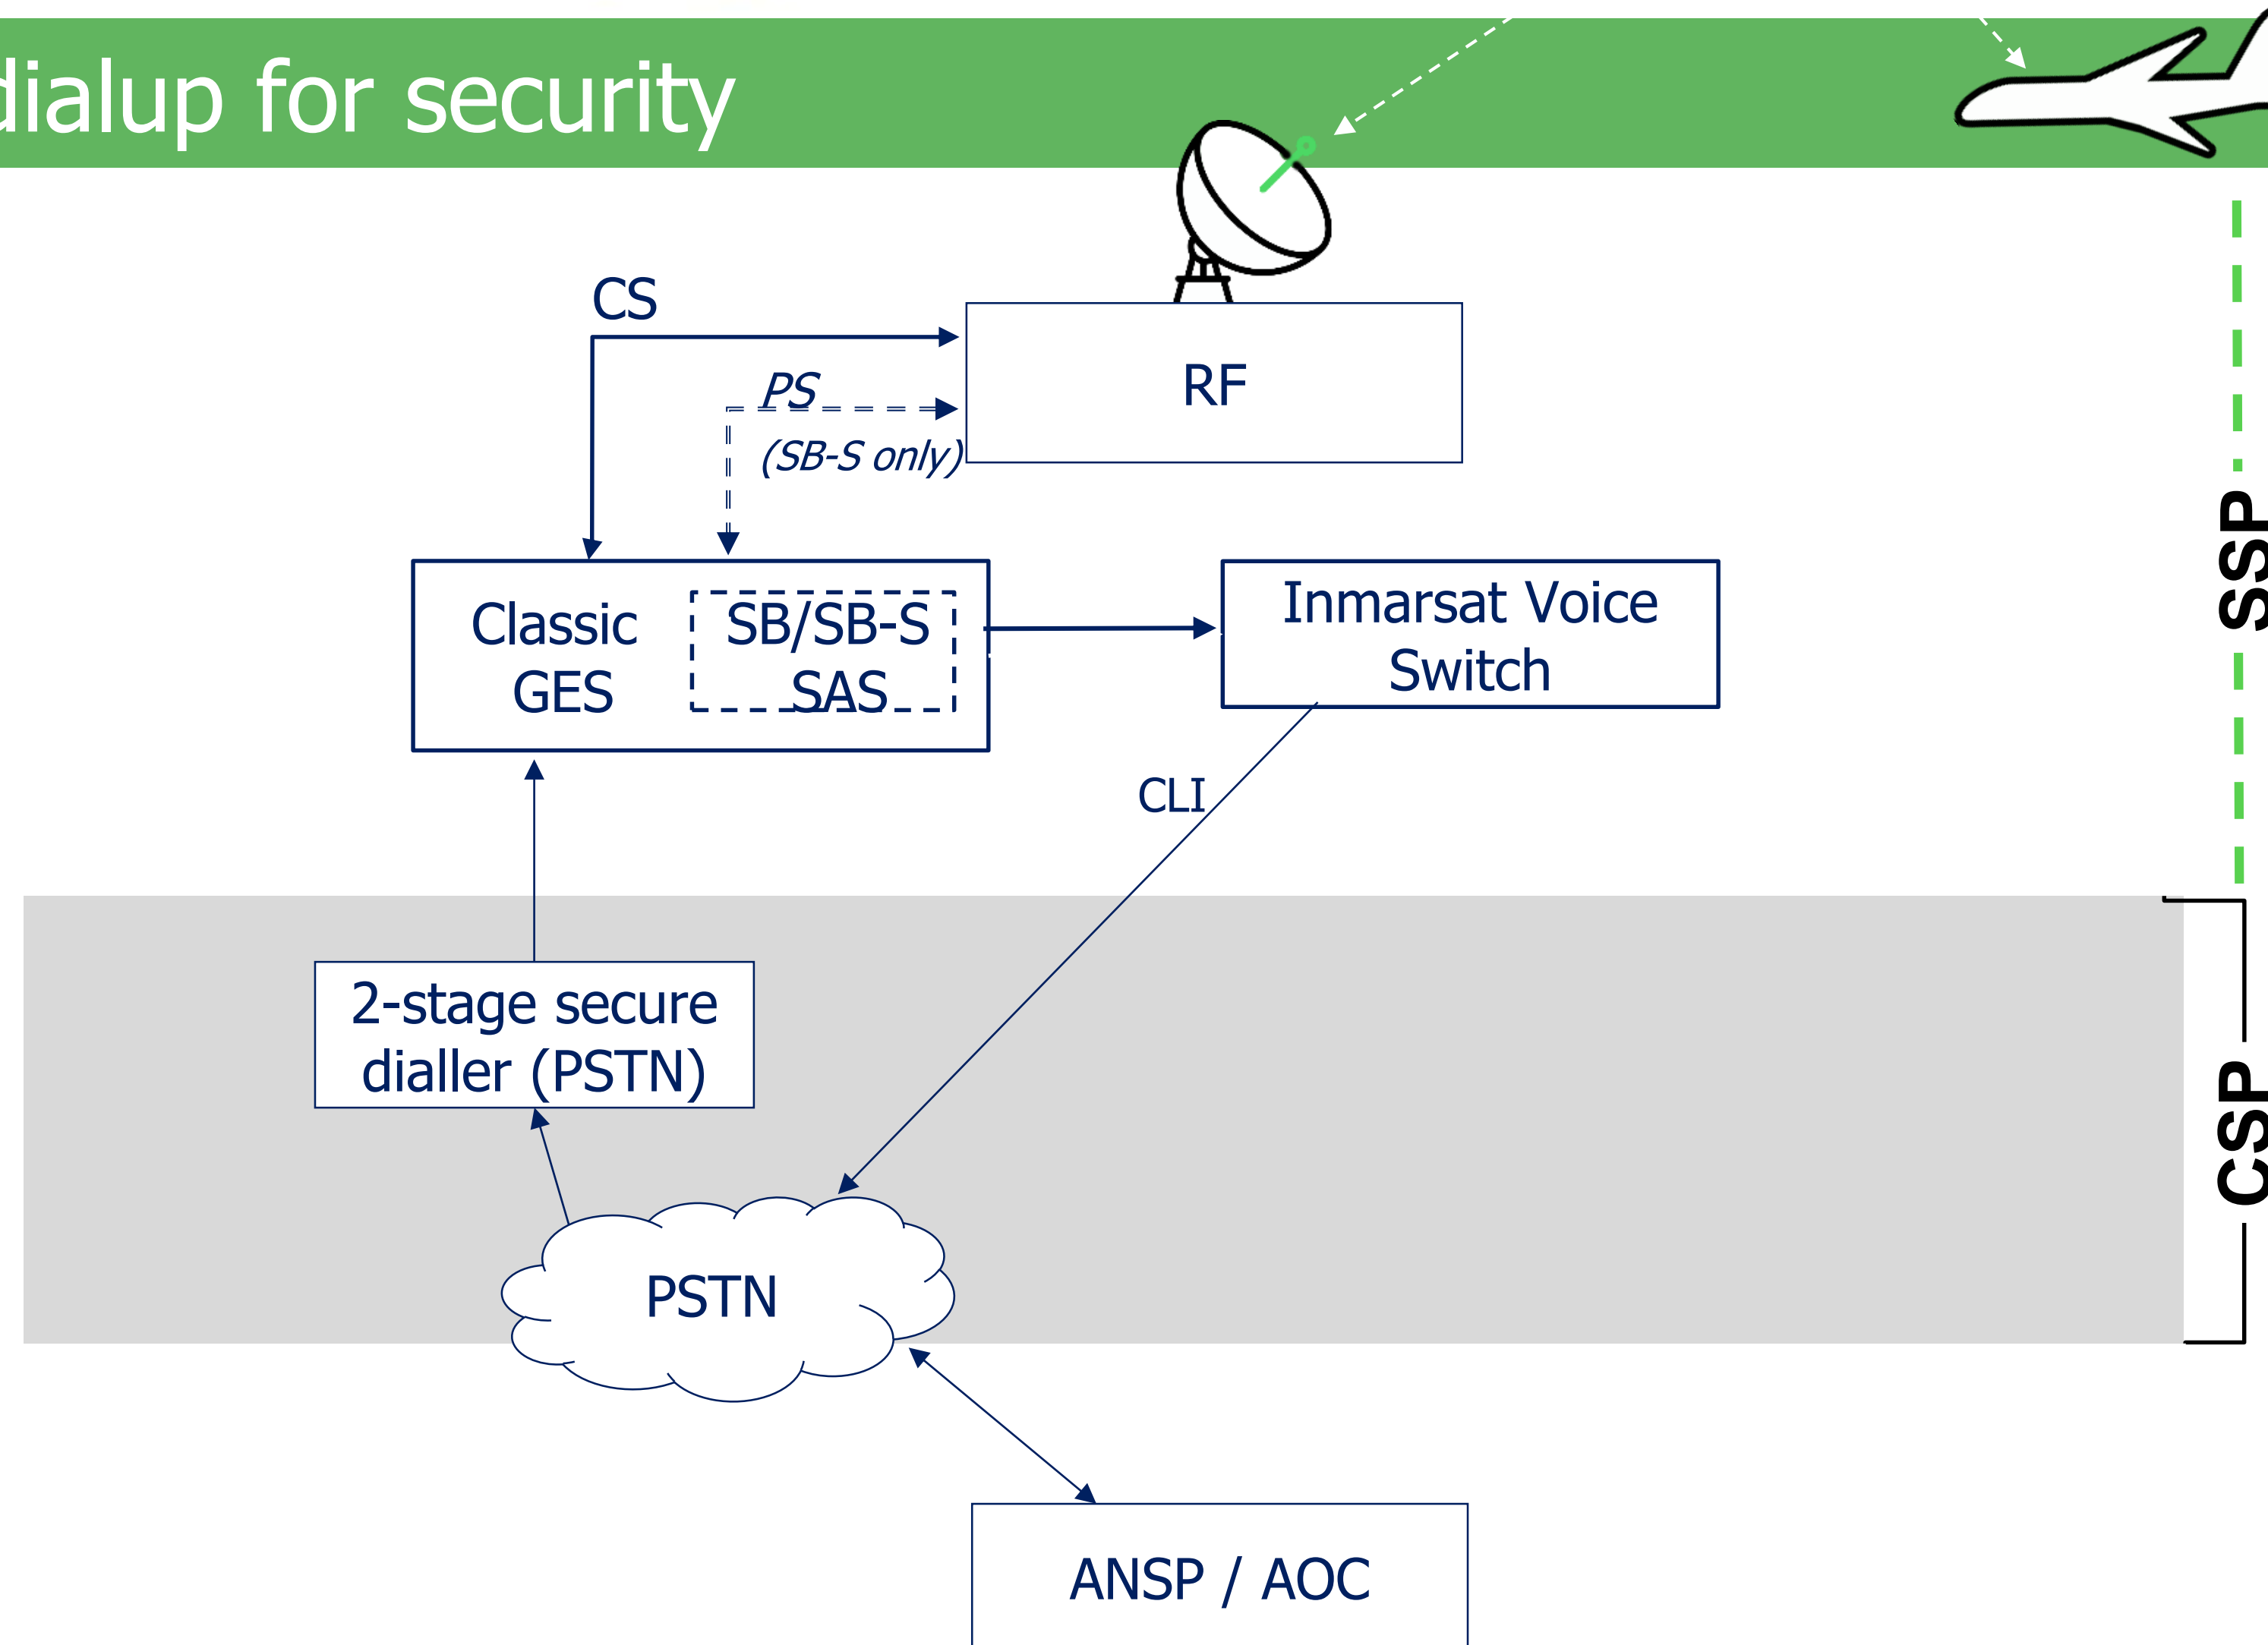 dialup for security
CS
PS
(SB-S only)
RF
Classic
GES
SB/SB-S
SAS
Inmarsat Voice
Switch
CLI
SSP
2-stage secure
dialler (PSTN)
CSP
PSTN
ANSP / AOC